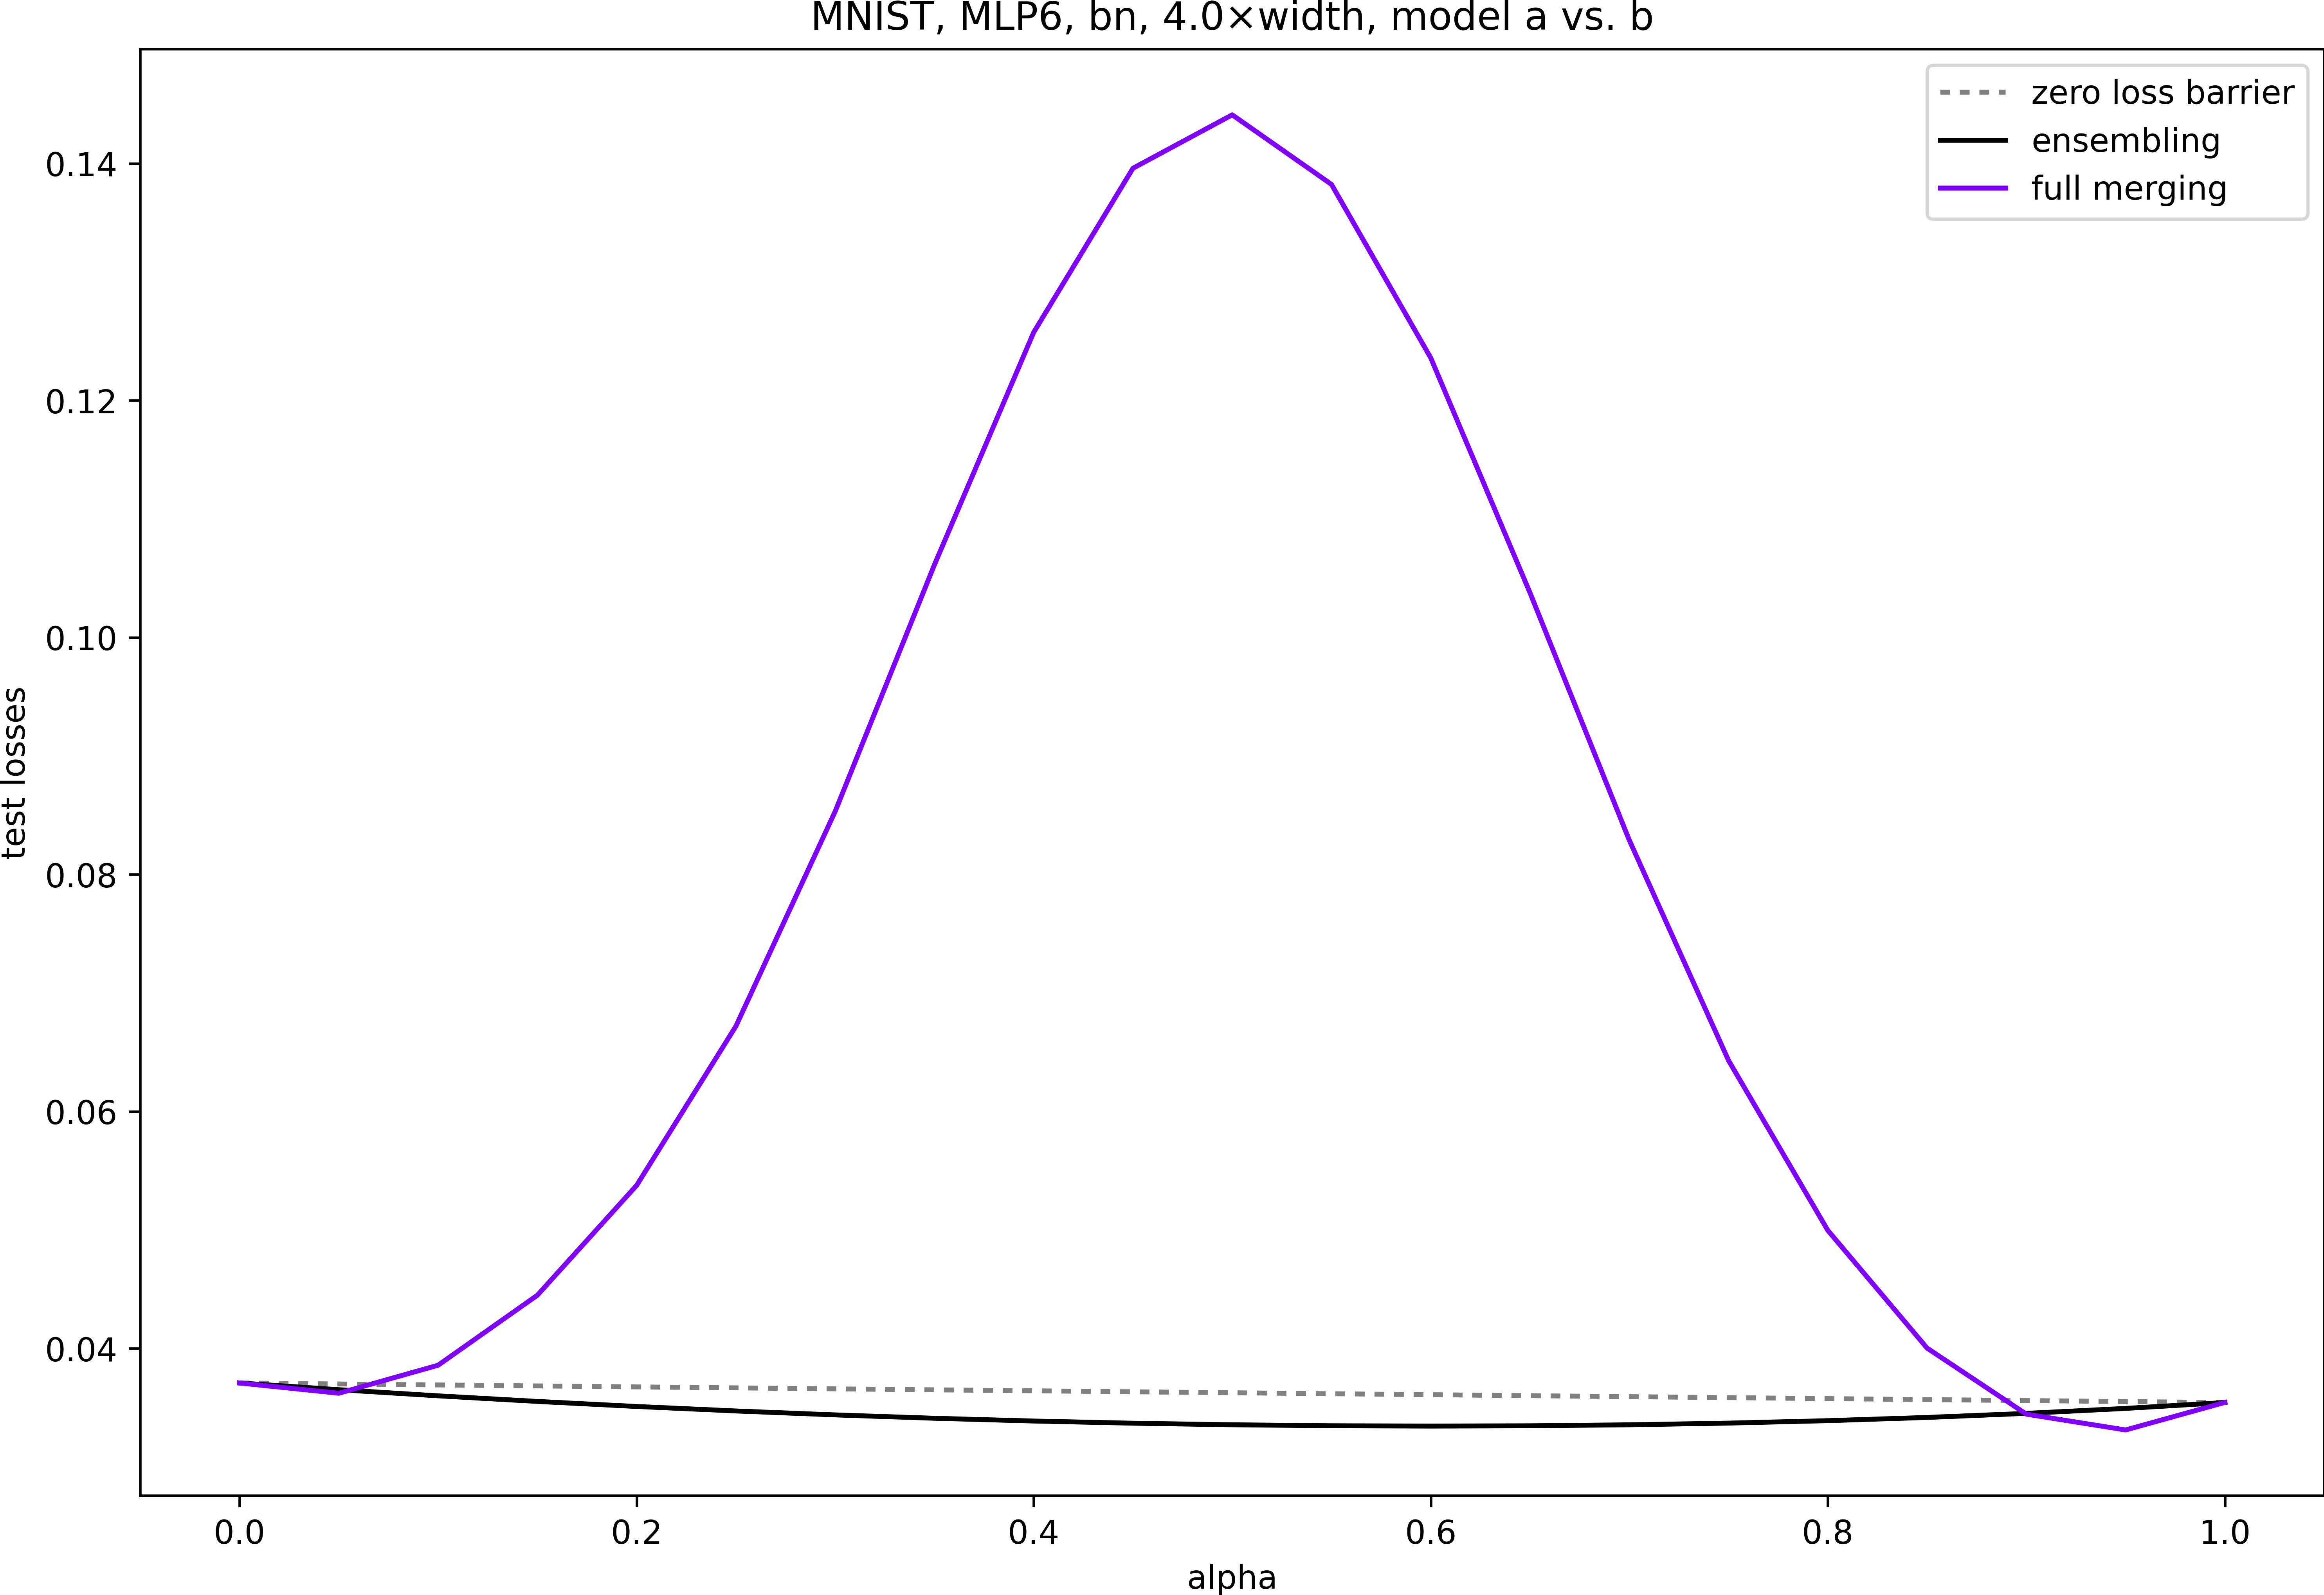 MNIST, MLP6, bn, 4.0×width, model a vs. b
zero loss barrier
ensembling
full merging
test losses
0.14
0.12
0.10
0.08
0.06
0.04
0.0 0.2 0.4 0.6 0.8 1.0
alpha